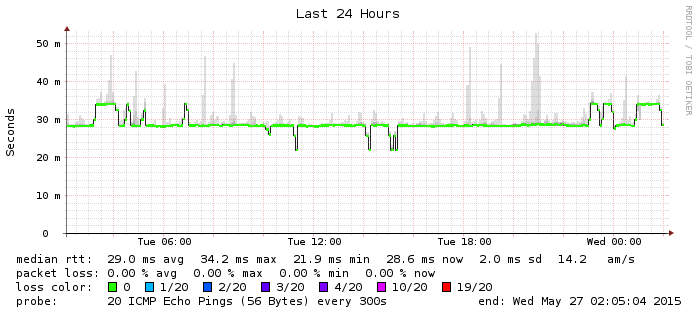 Last 24 Hours
RRDTOOL / TOBI OETIKER
Seconds
50 m
40 m
30 m
20 m
10 m
0
Tue 06:00 Tue 12:00 Tue 18:00 Wed 00:00
median rtt: 29.0 ms avg 34.2 ms max 21.9 ms min 28.6 ms now 2.0 ms sd 14.2 am/s
packet loss: 0.00 % avg 0.00 % max 0.00 % min 0.00 % now
loss color: 0 1/20 2/20 3/20 4/20 10/20 19/20
probe: 20 ICMP Echo Pings (56 Bytes) every 300s end: Wed May 27 02:05:04 2015